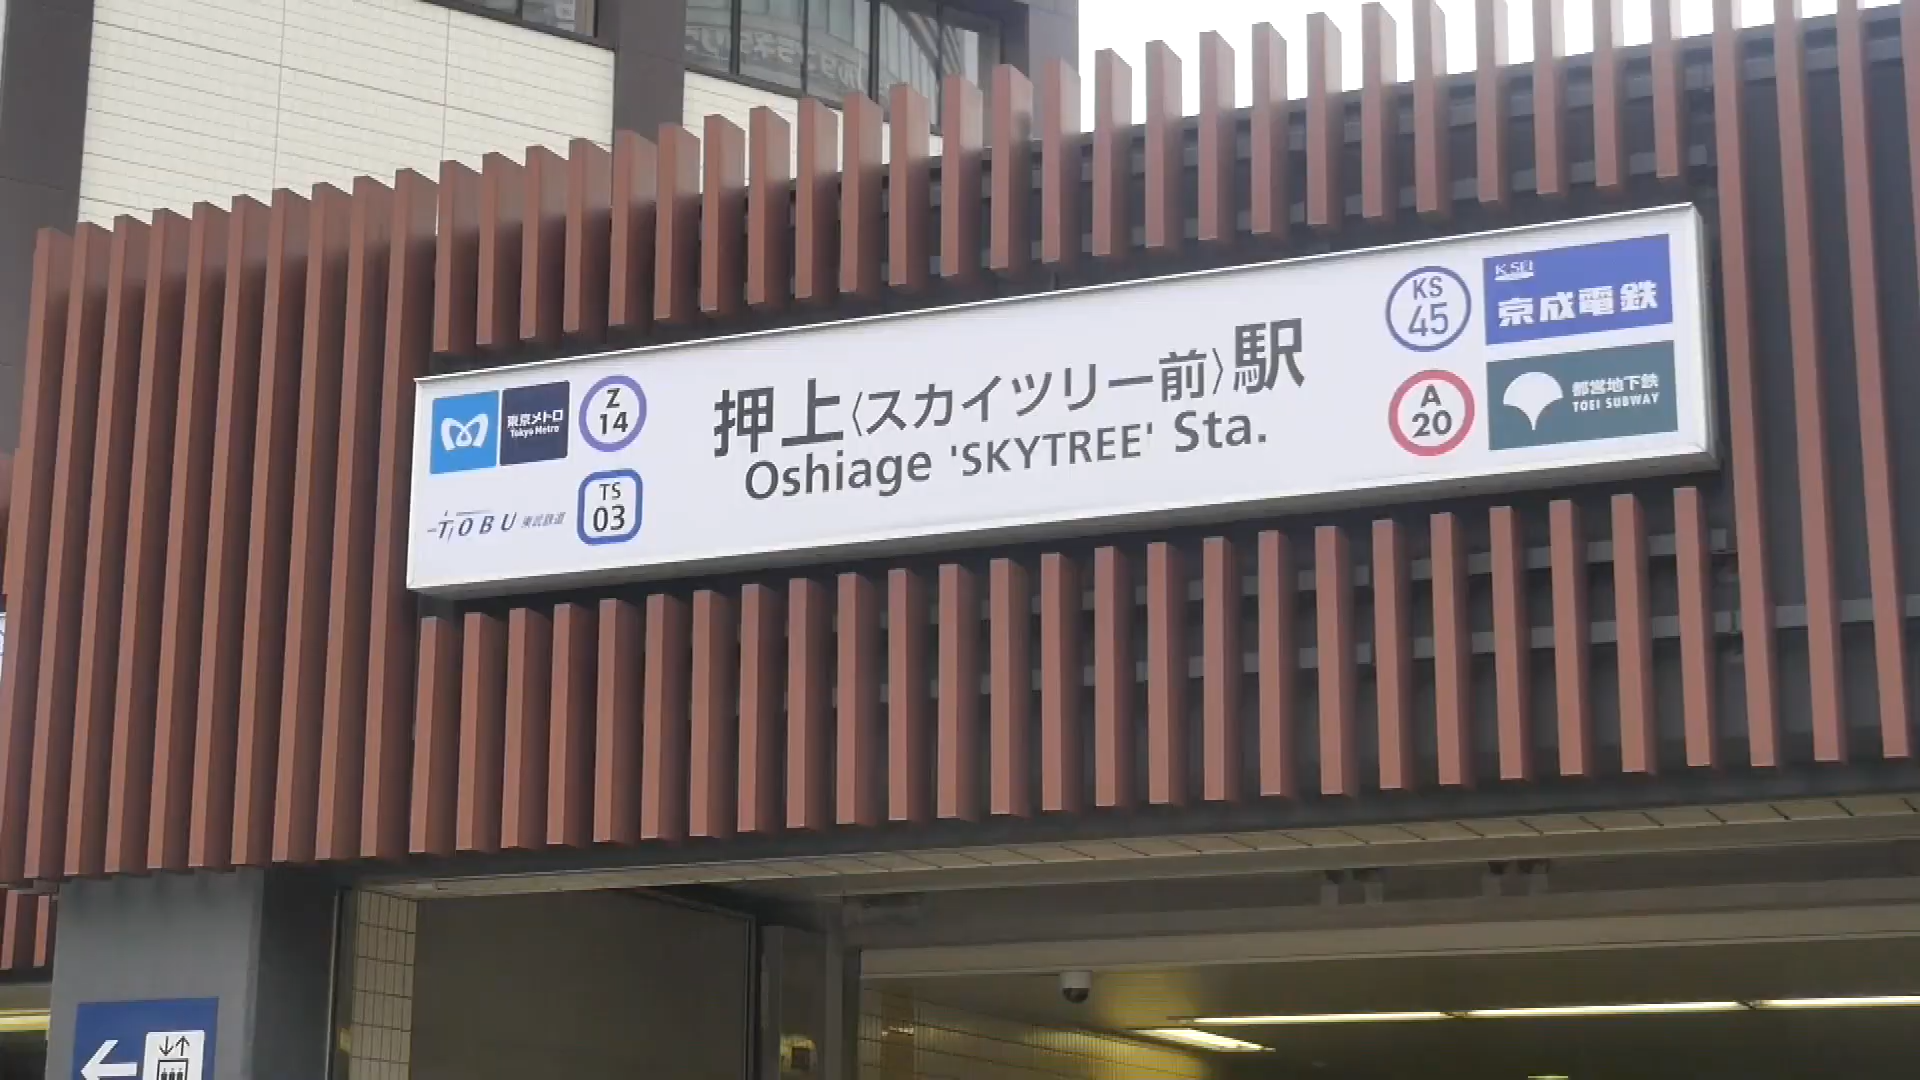 東京メトロ
Tokyo Metro
Z
14
TOBU 東武鉄道
TS
03
押上〈スカイツリー前〉駅
Oshiage 'SKYTREE' Sta.
KS
45
K'SEI
京成電鉄
A
20
都営地下鉄
TOEI SUBWAY